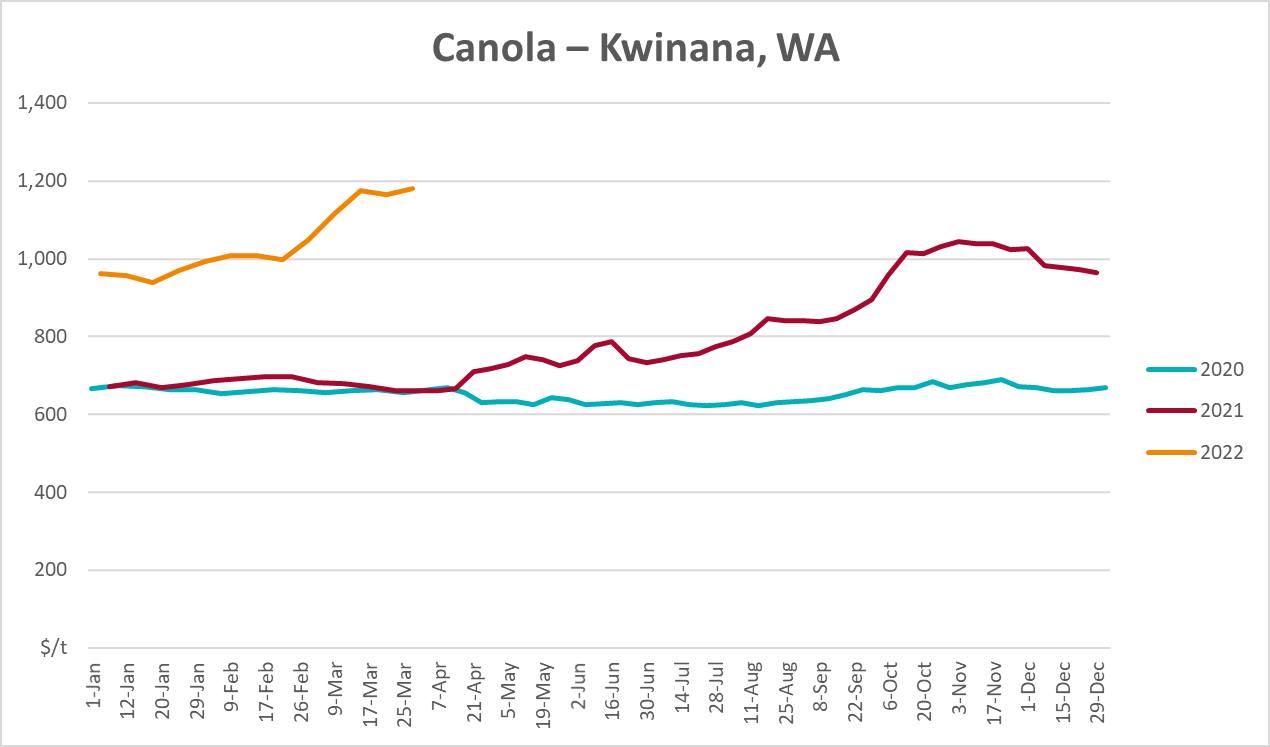 Canola – Kwinana, WA
1,400
1,200
1,000
800
600
400
200
$/t
1-Jan
12-Jan
20-Jan
29-Jan
9-Feb
17-Feb
26-Feb
9-Mar
17-Mar
25-Mar
7-Apr
21-Apr
5-May
19-May
2-Jun
16-Jun
30-Jun
14-Jul
28-Jul
11-Aug
25-Aug
8-Sep
22-Sep
6-Oct
20-Oct
3-Nov
17-Nov
1-Dec
15-Dec
29-Dec
2020
2021
2022